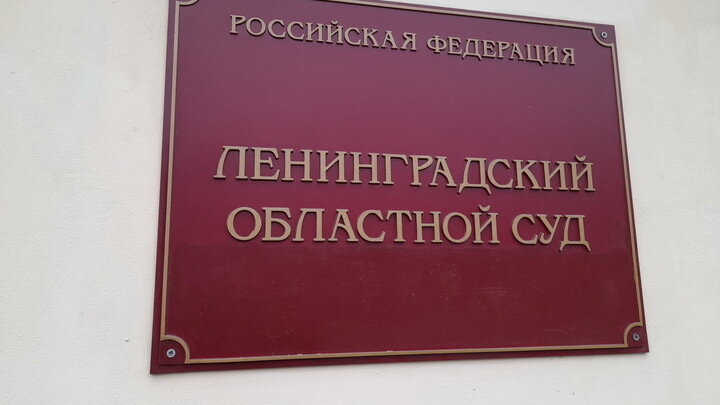 РОССИЙСКАЯ ФЕДЕРАЦИЯ
ЛЕНИНГРАДСКИЙ
ОБЛАСТНОЙ СУД